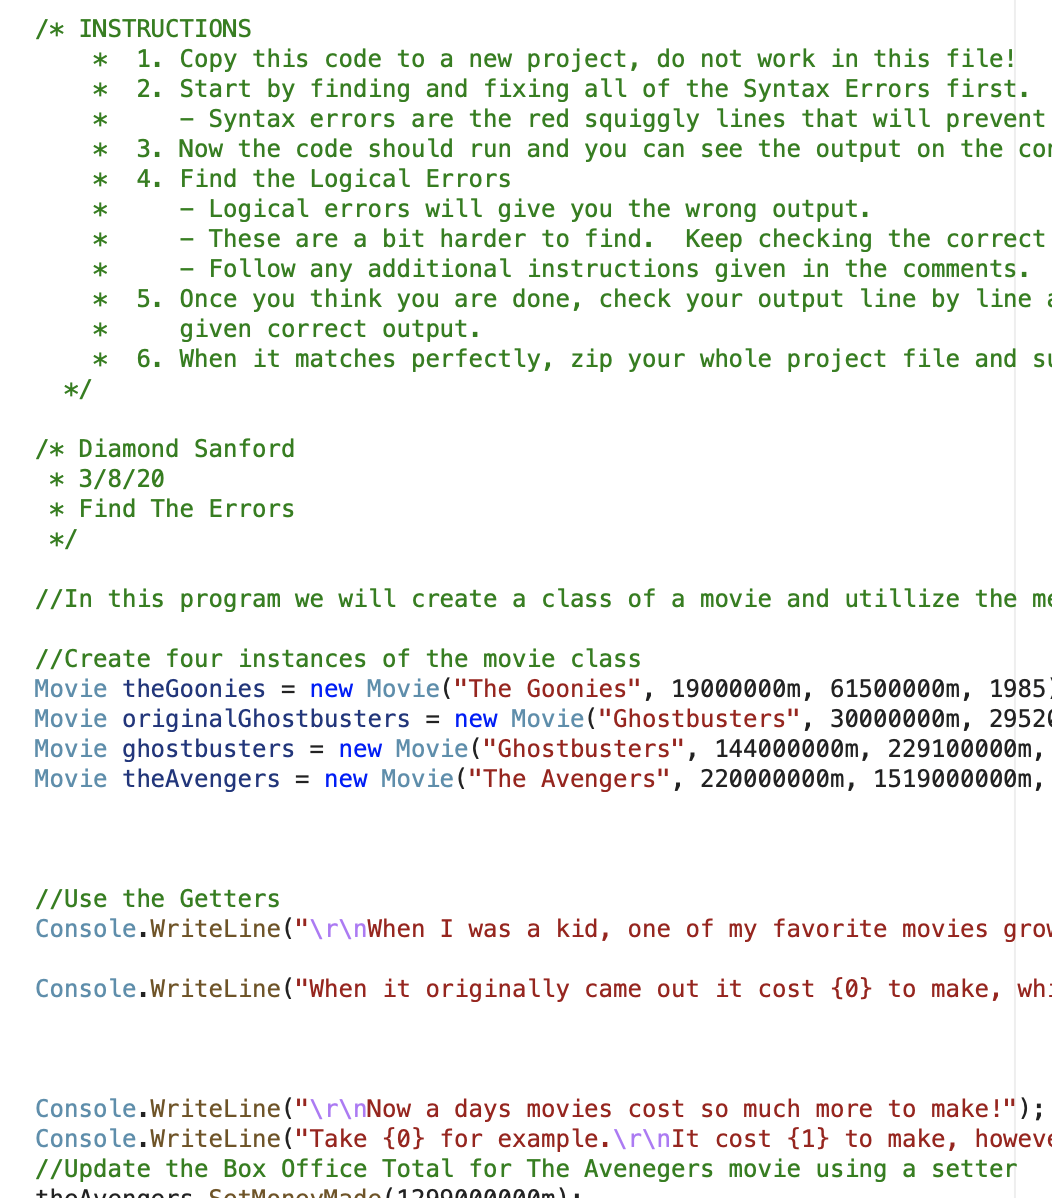 /* INSTRUCTIONS
* 1. Copy this code to a new project, do not work in this file!
* 2. Start by finding and fixing all of the Syntax Errors first.
* – Syntax errors are the red squiggly lines that will prevent
* 3. Now the code should run and you can see the output on the
* 4. Find the Logical Errors
* – Logical errors will give you the wrong output.
* – These are a bit harder to find.  Keep checking the correct
* – Follow any additional instructions given in the comments.
* 5. Once you think you are done, check your output line by line
* given correct output.
* 6. When it matches perfectly, zip your whole project file and
*/
/* Diamond Sanford
* 3/8/20
* Find The Errors
*/
//In this program we will create a class of a movie and utillize the
//Create four instances of the movie class
Movie theGoonies = new Movie("The Goonies", 19000000m, 61500000m, 1985)
Movie originalGhostbusters = new Movie("Ghostbusters", 30000000m, 29520
Movie ghostbusters = new Movie("Ghostbusters", 144000000m, 229100000m,
Movie theAvengers = new Movie("The Avengers", 220000000m, 1519000000m,
//Use the Getters
Console.WriteLine("\r\nWhen I was a kid, one of my favorite movies
Console.WriteLine("When it originally came out it cost {0} to make,
Console.WriteLine("\r\nNow a days movies cost so much more to make!");
Console.WriteLine("Take {0} for example.\r\nIt cost {1} to make,
//Update the Box Office Total for The Avenegers movie using a setter
theAvengers.SetMoneyMade(1299000000m);